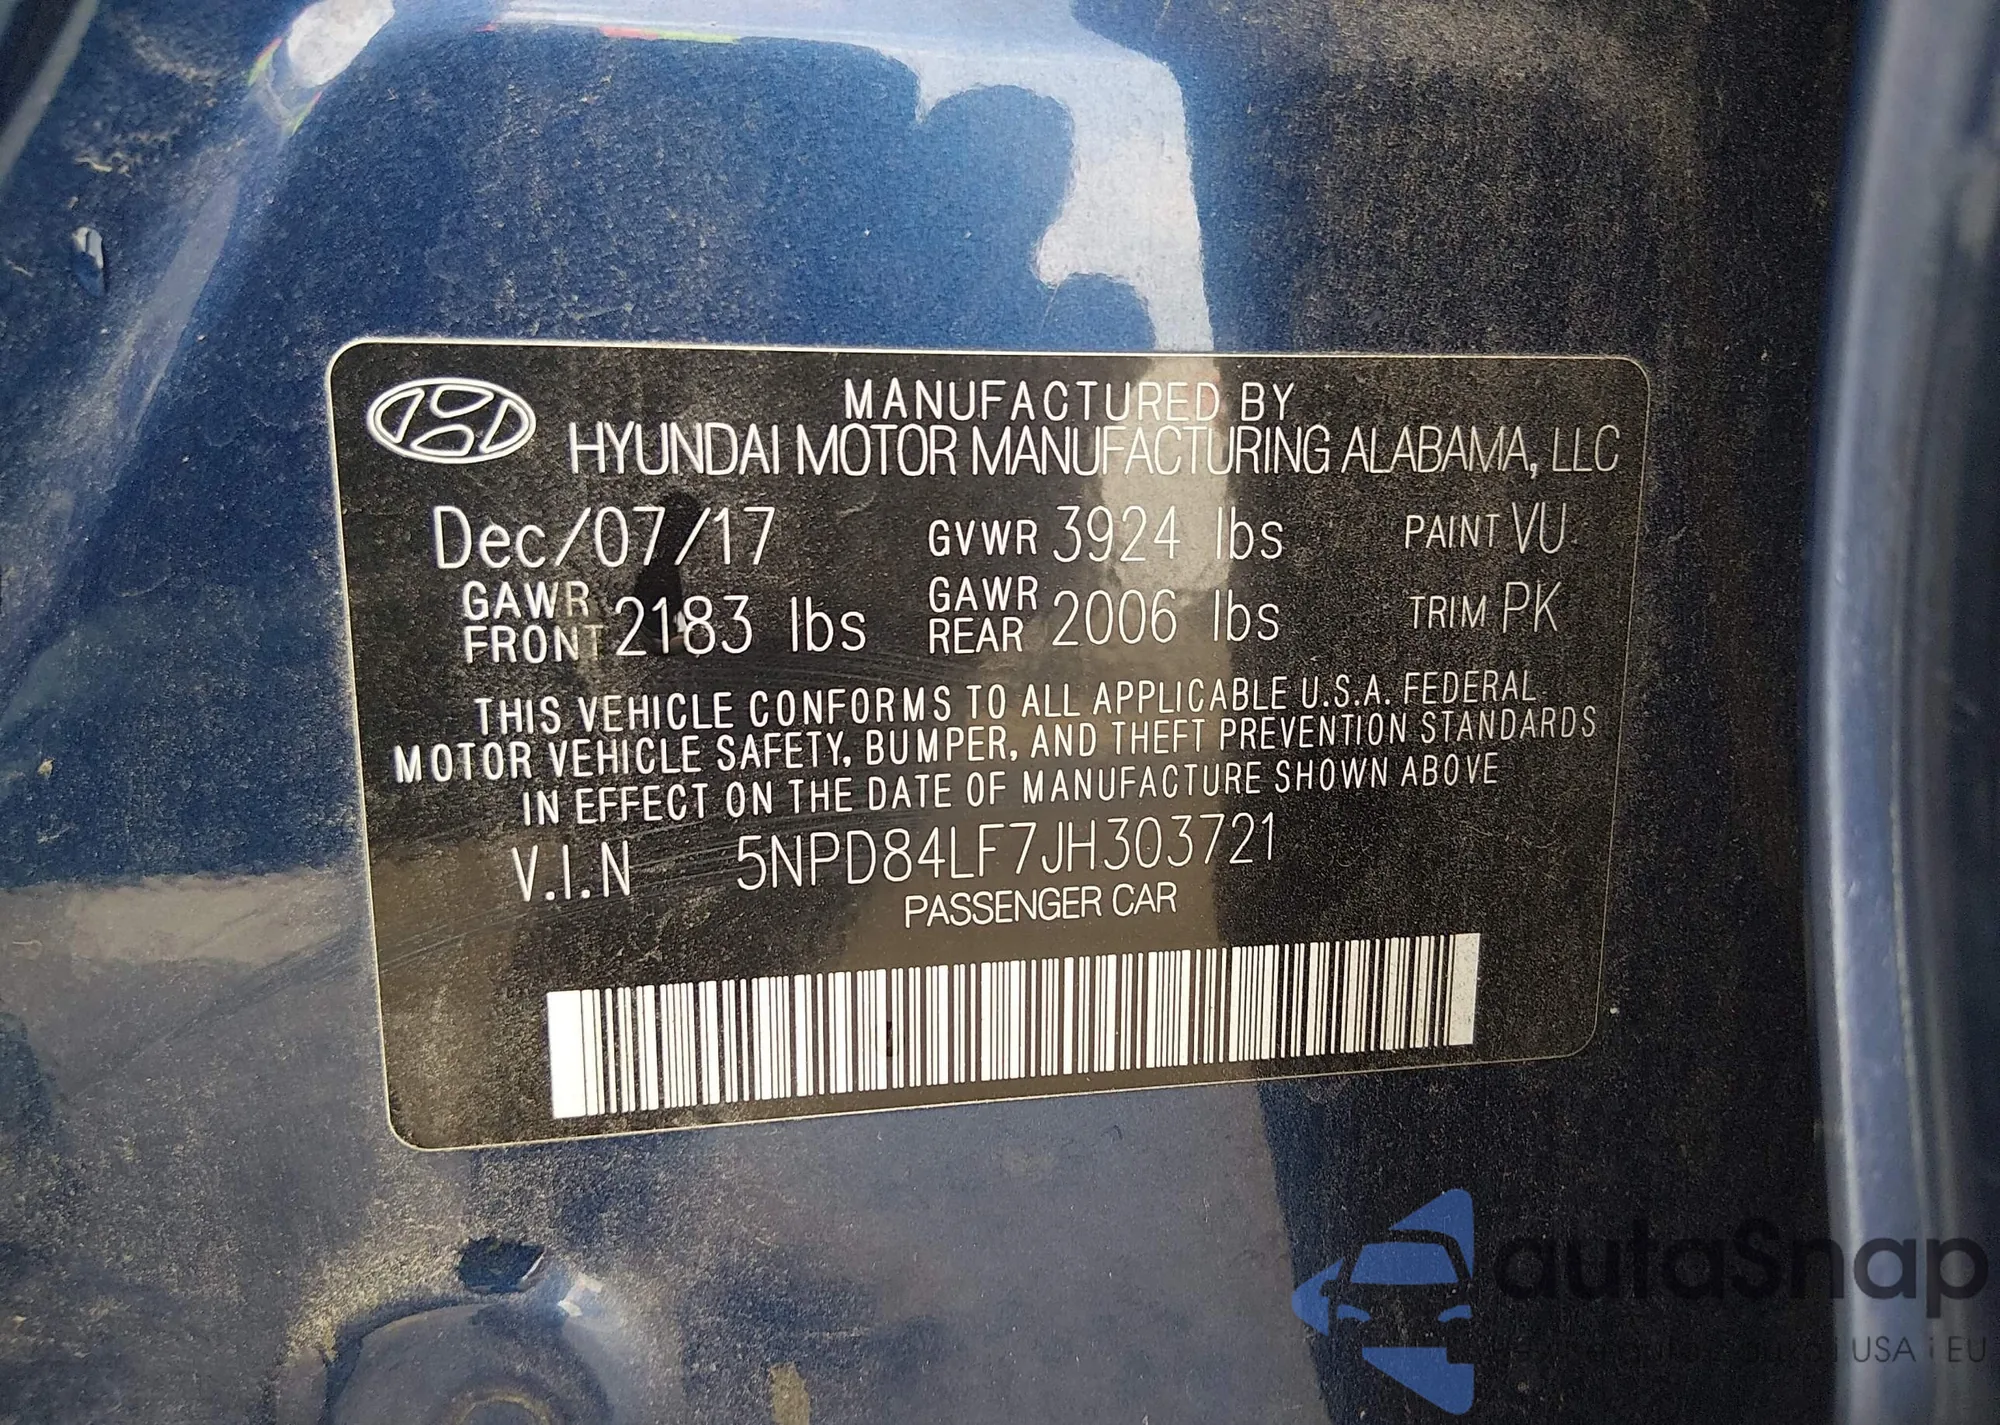 MANUFACTURED BY
HYUNDAI MOTOR MANUFACTURING ALABAMA, LLC
Dec/07/17 GVWR 3924 lbs PAINT VU
GAWR FRONT 2183 lbs GAWR REAR 2006 lbs TRIM PK
THIS VEHICLE CONFORMS TO ALL APPLICABLE U.S.A. FEDERAL
MOTOR VEHICLE SAFETY, BUMPER, AND THEFT PREVENTION STANDARDS
IN EFFECT ON THE DATE OF MANUFACTURE SHOWN ABOVE
V.I.N 5NPD84LF7JH303721
PASSENGER CAR
autaSnap
USA i EU